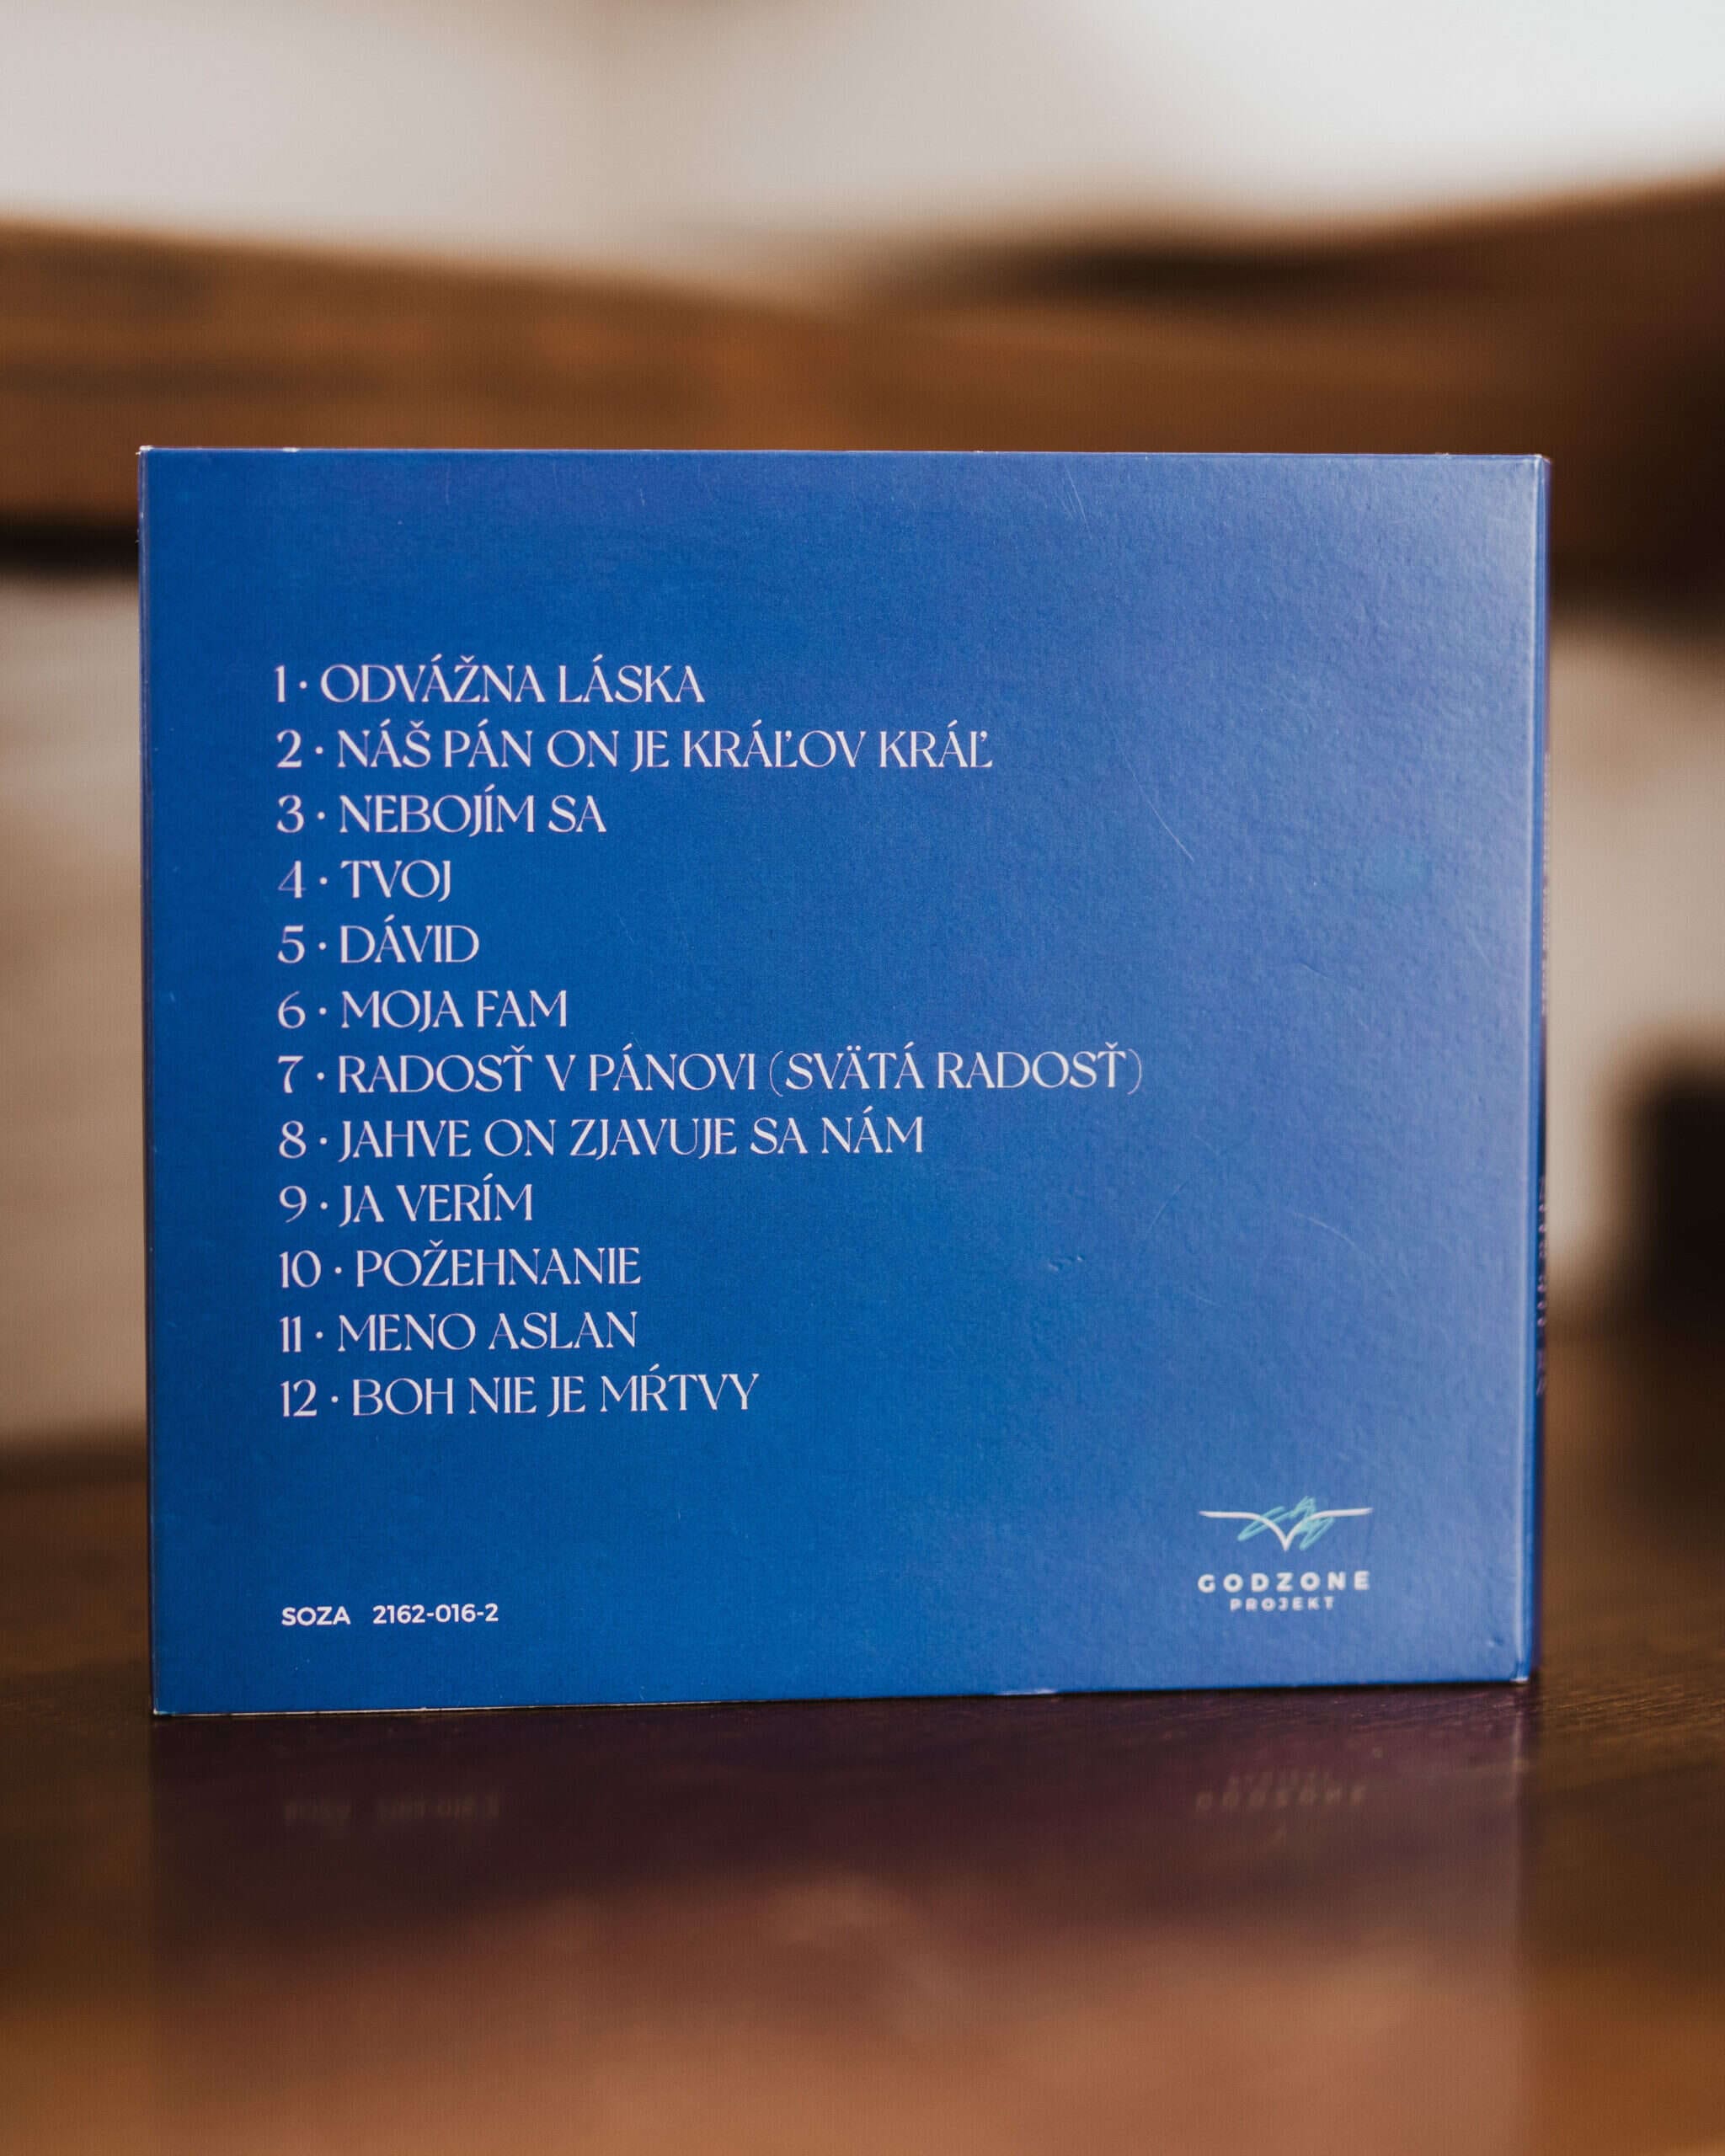 1 · ODVÁŽNA LÁSKA
2 · NÁŠ PÁN ON JE KRÁĽOV KRÁĽ
3 · NEBOJÍM SA
4 · TVOJ
5 · DÁVID
6 · MOJA FAM
7 · RADOSŤ V PÁNOVI (SVÄTÁ RADOSŤ)
8 · JAHVE ON ZJAVUJE SA NÁM
9 · JA VERÍM
10 · POŽEHNANIE
11 · MENO ASLAN
12 · BOH NIE JE MŔTVY
SOZA 2162-016-2
GODZONE
PROJEKT